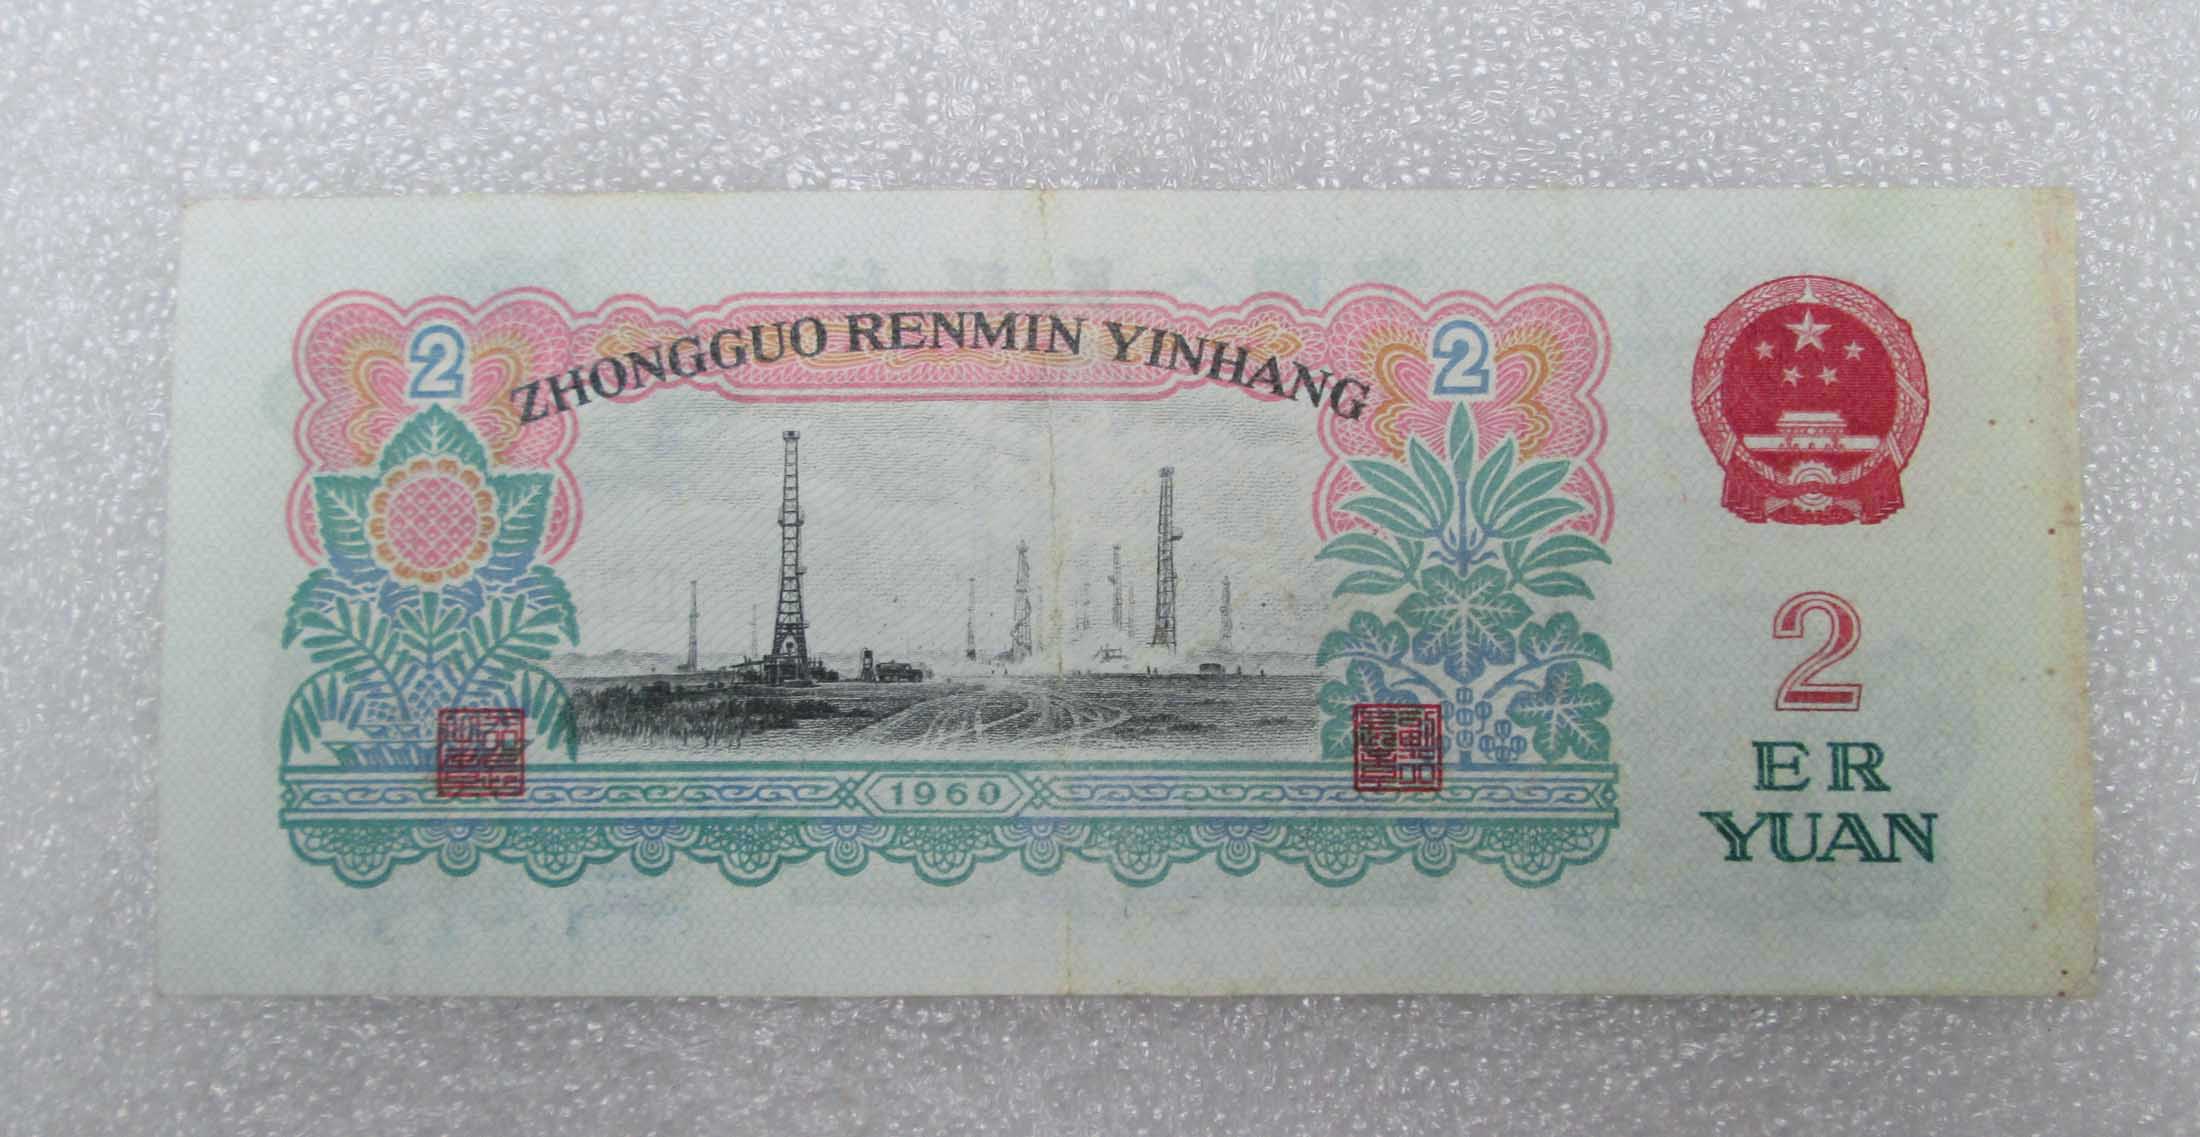 2
ZHONGGUO RENMIN YINHANG
2
1960
2
ER
YUAN